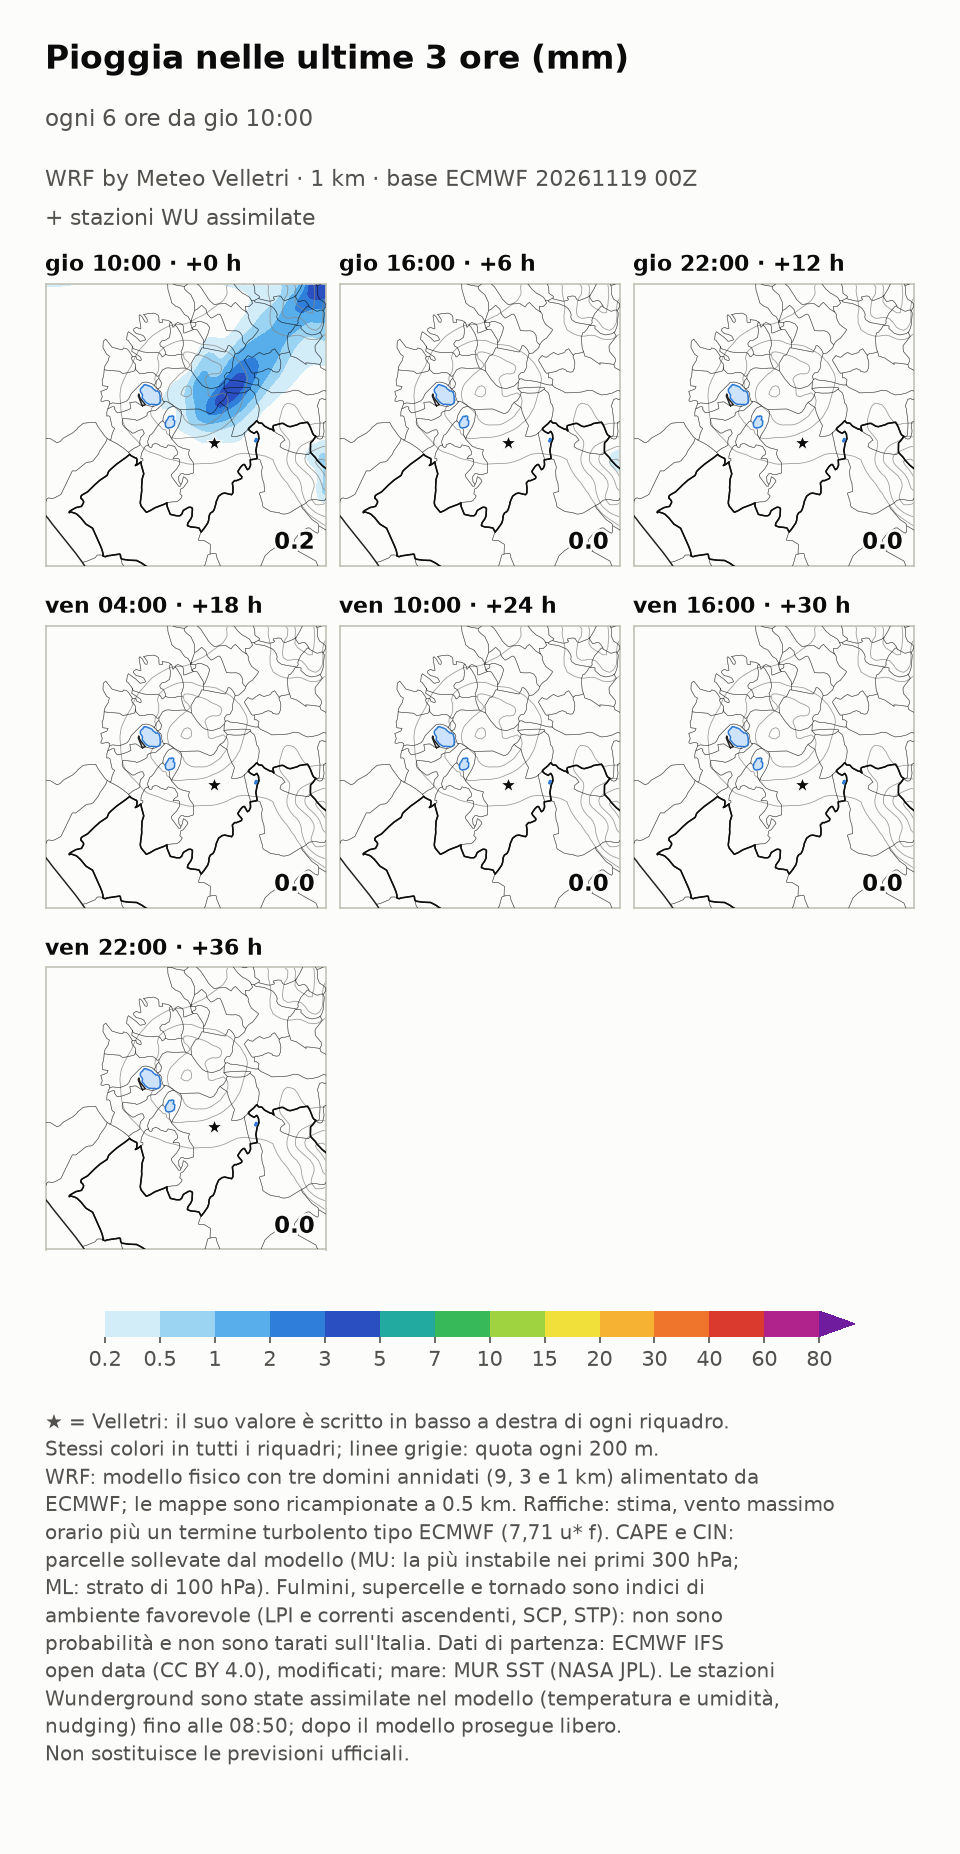 Pioggia nelle ultime 3 ore (mm)
ogni 6 ore da gio 10:00
WRF by Meteo Velletri · 1 km · base ECMWF 20261119 00Z
+ stazioni WU assimilate
gio 10:00 · +0 h
gio 16:00 · +6 h
gio 22:00 · +12 h
0.2
0.0
0.0
ven 04:00 · +18 h
ven 10:00 · +24 h
ven 16:00 · +30 h
0.0
0.0
0.0
ven 22:00 · +36 h
0.0
0.2 0.5 1 2 3 5 7 10 15 20 30 40 60 80
★ = Velletri: il suo valore è scritto in basso a destra di ogni riquadro.
Stessi colori in tutti i riquadri; linee grigie: quota ogni 200 m.
WRF: modello fisico con tre domini annidati (9, 3 e 1 km) alimentato da
ECMWF; le mappe sono ricampionate a 0.5 km. Raffiche: stima, vento massimo
orario più un termine turbolento tipo ECMWF (7,71 u* f). CAPE e CIN:
parcelle sollevate dal modello (MU: la più instabile nei primi 300 hPa;
ML: strato di 100 hPa). Fulmini, supercelle e tornado sono indici di
ambiente favorevole (LPI e correnti ascendenti, SCP, STP): non sono
probabilità e non sono tarati sull'Italia. Dati di partenza: ECMWF IFS
open data (CC BY 4.0), modificati; mare: MUR SST (NASA JPL). Le stazioni
Wunderground sono state assimilate nel modello (temperatura e umidità,
nudging) fino alle 08:50; dopo il modello prosegue libero.
Non sostituisce le previsioni ufficiali.